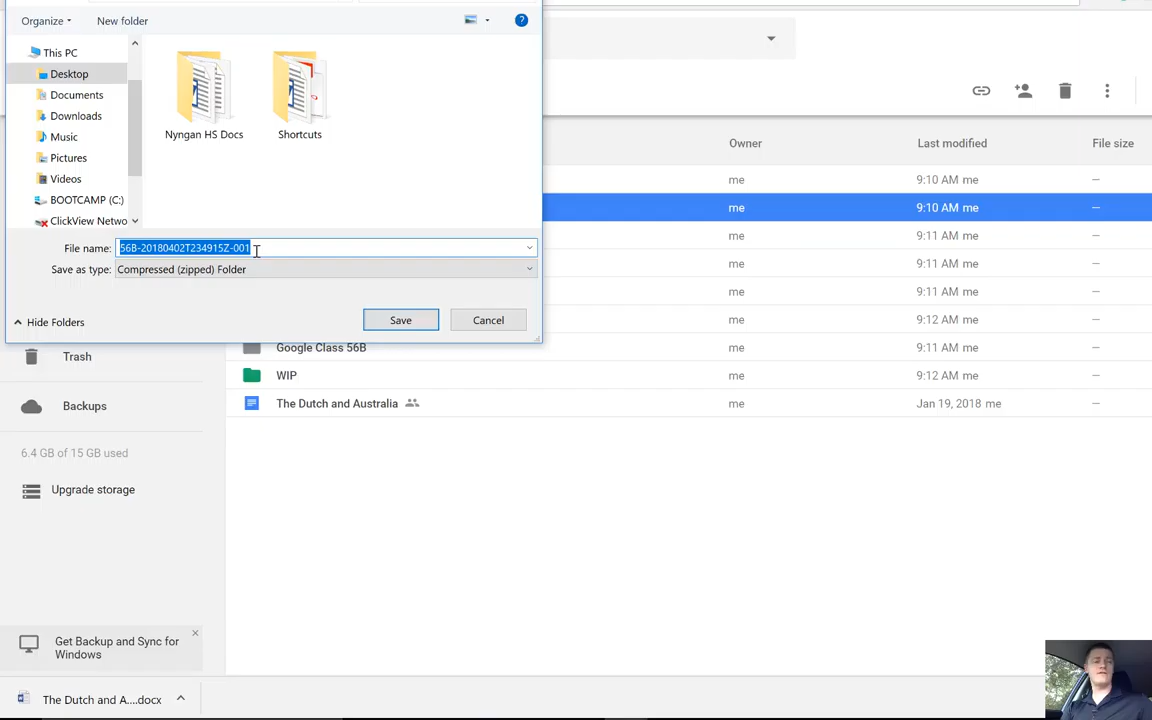 Organize New folder
This PC
Desktop
Documents
Downloads
Music
Pictures
Videos
BOOTCAMP (C:)
ClickView Netwo
Nyngan HS Docs Shortcuts
File name: 56B-20180402T234915Z-001
Save as type: Compressed (zipped) Folder
Hide Folders Save Cancel
Owner Last modified File size
me 9:10 AM me —
me 9:10 AM me —
me 9:11 AM me —
me 9:11 AM me —
me 9:11 AM me —
me 9:12 AM me —
Google Class 56B me 9:11 AM me —
WIP me 9:12 AM me —
The Dutch and Australia me Jan 19, 2018 me —
Trash
Backups
6.4 GB of 15 GB used
Upgrade storage
Get Backup and Sync for
Windows
The Dutch and A....docx